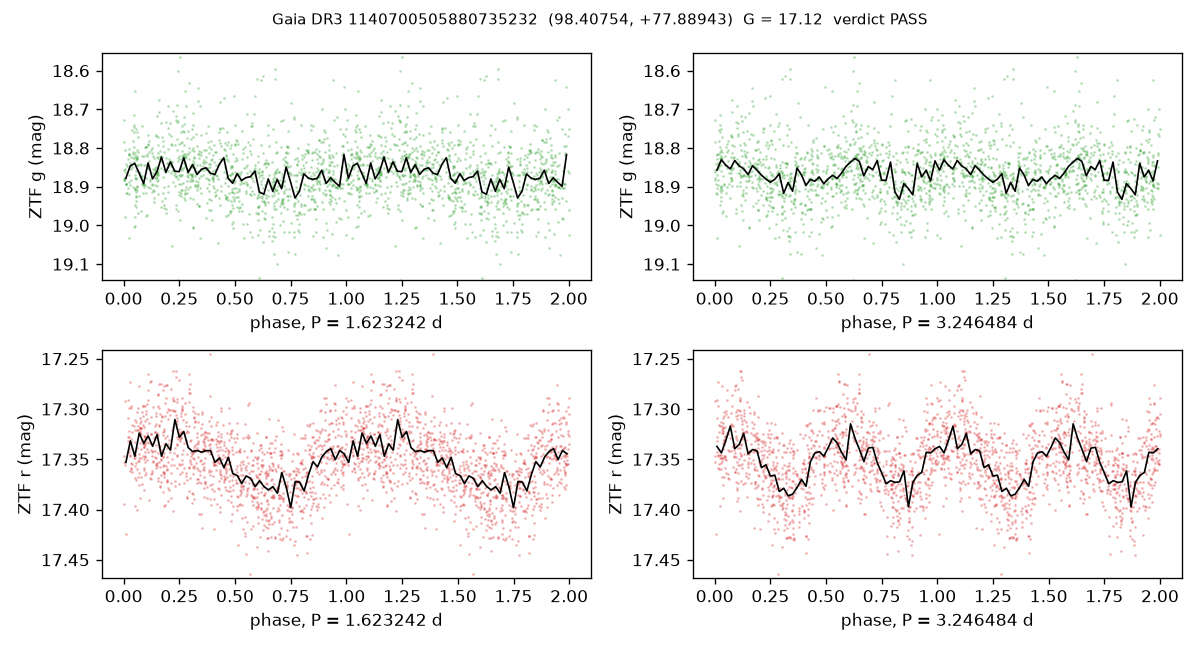 Gaia DR3 1140700505880735232  (98.40754, +77.88943)  G = 17.12  verdict PASS
18.6
18.7
18.8
18.9
19.0
19.1
ZTF g (mag)
0.00 0.25 0.50 0.75 1.00 1.25 1.50 1.75 2.00
phase, P = 1.623242 d
18.6
18.7
18.8
18.9
19.0
19.1
ZTF g (mag)
0.00 0.25 0.50 0.75 1.00 1.25 1.50 1.75 2.00
phase, P = 3.246484 d
17.25
17.30
17.35
17.40
17.45
ZTF r (mag)
0.00 0.25 0.50 0.75 1.00 1.25 1.50 1.75 2.00
phase, P = 1.623242 d
17.25
17.30
17.35
17.40
17.45
ZTF r (mag)
0.00 0.25 0.50 0.75 1.00 1.25 1.50 1.75 2.00
phase, P = 3.246484 d